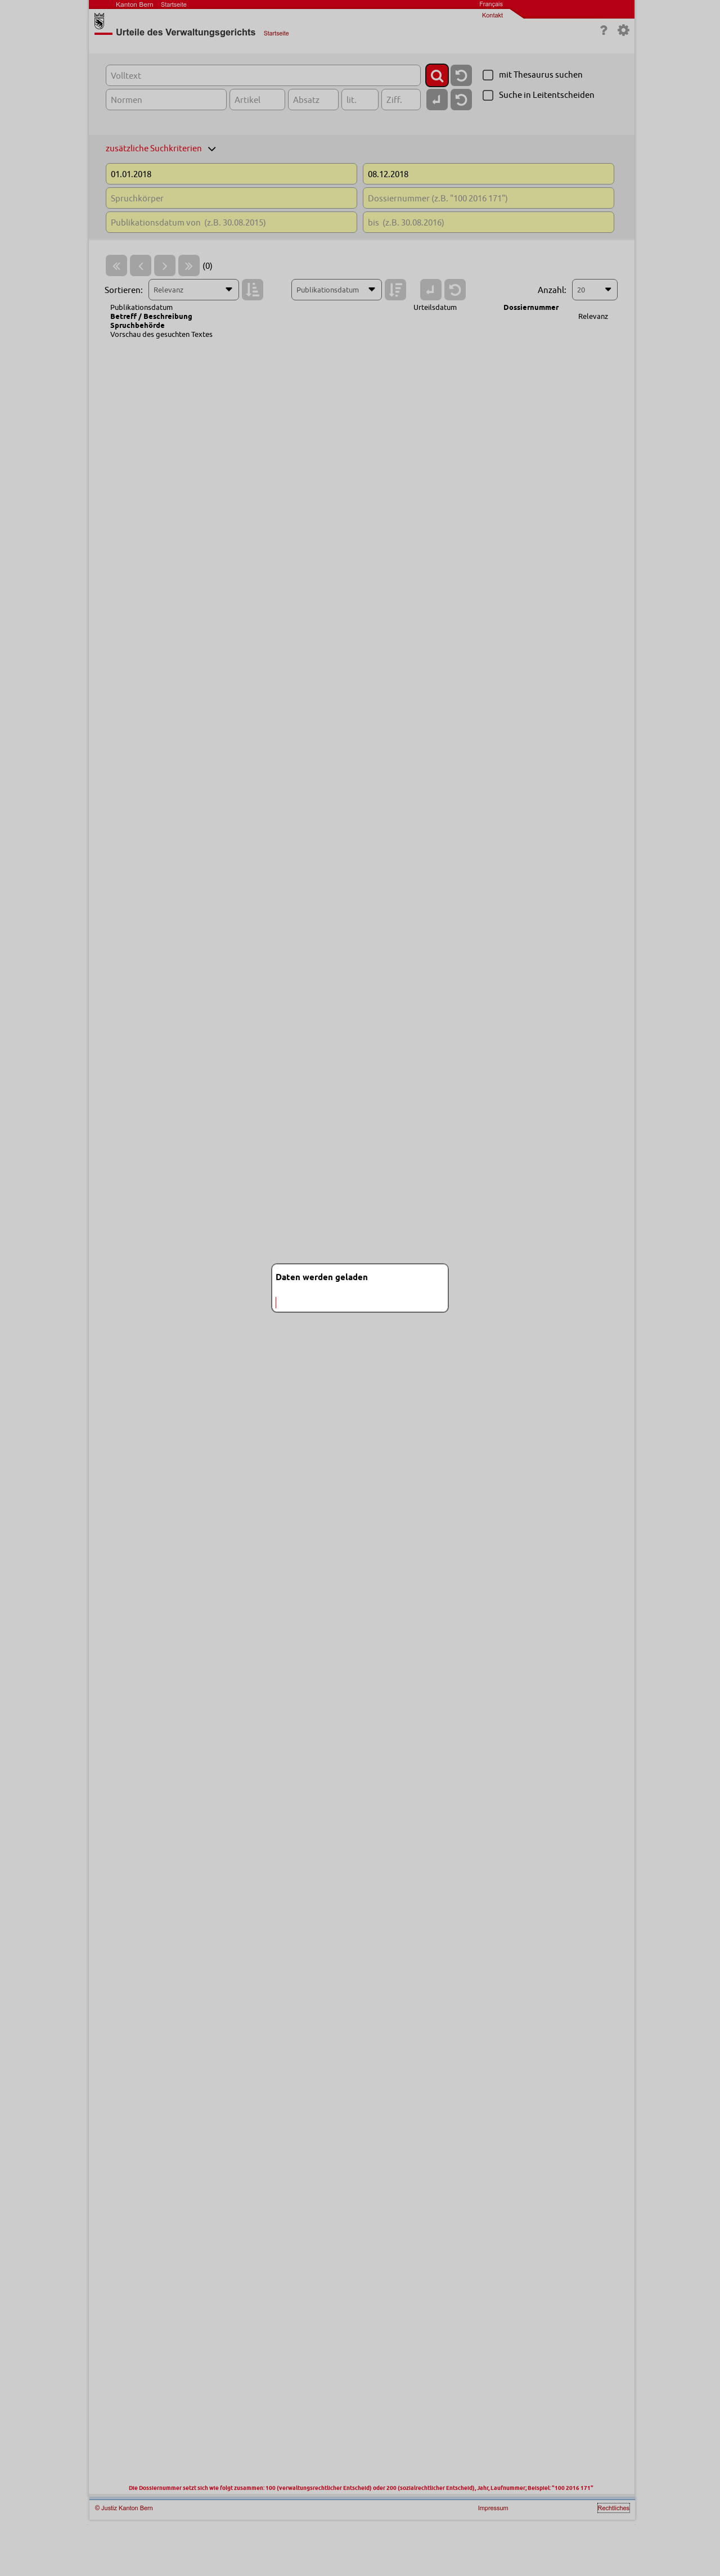 Kanton Bern Startseite Français
Kontakt
Urteile des Verwaltungsgerichts Startseite ?
Volltext mit Thesaurus suchen
Normen Artikel Absatz lit. Ziff. Suche in Leitentscheiden
zusätzliche Suchkriterien
01.01.2018 08.12.2018
Spruchkörper Dossiernummer (z.B. "100 2016 171")
Publikationsdatum von (z.B. 30.08.2015) bis (z.B. 30.08.2016)
(0)
Sortieren: Relevanz Publikationsdatum Anzahl: 20
Publikationsdatum Urteilsdatum Dossiernummer
Betreff / Beschreibung Relevanz
Spruchbehörde
Vorschau des gesuchten Textes
Daten werden geladen
Die Dossiernummer setzt sich wie folgt zusammen: 100 (verwaltungsrechtlicher Entscheid) oder 200 (sozialrechtlicher Entscheid), Jahr, Laufnummer, Beispiel: "100 2016 171"
© Justiz Kanton Bern Impressum Rechtliches